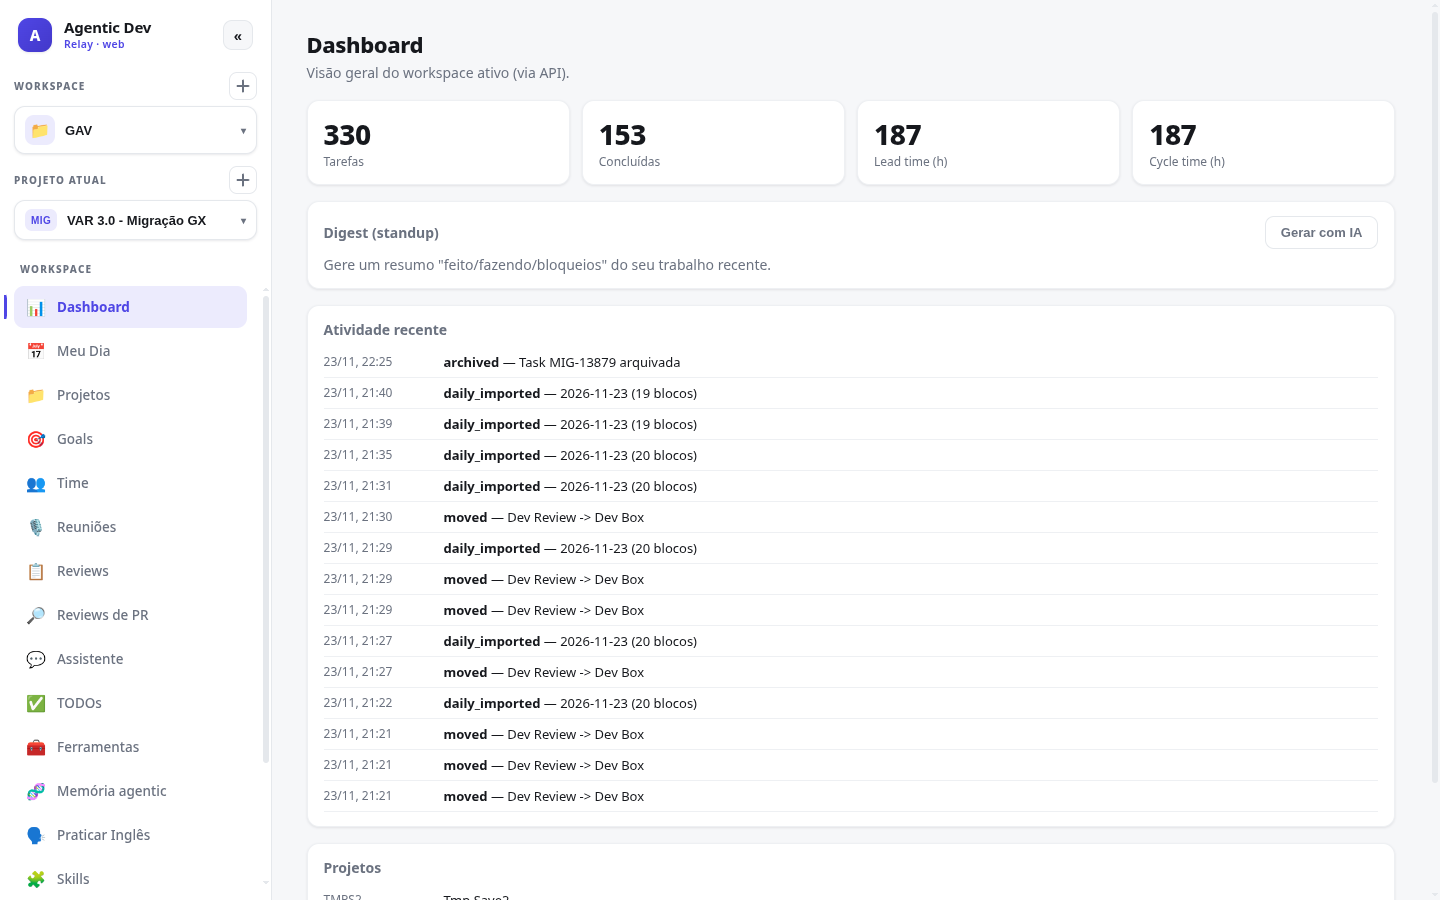 A
Agentic Dev
Relay · web
«
WORKSPACE
GAV
PROJETO ATUAL
MIG VAR 3.0 - Migração GX
WORKSPACE
Dashboard
Meu Dia
Projetos
Goals
Time
Reuniões
Reviews
Reviews de PR
Assistente
TODOs
Ferramentas
Memória agentic
Praticar Inglês
Skills
Dashboard
Visão geral do workspace ativo (via API).
330
Tarefas
153
Concluídas
187
Lead time (h)
187
Cycle time (h)
Digest (standup)
Gerar com IA
Gere um resumo "feito/fazendo/bloqueios" do seu trabalho recente.
Atividade recente
23/11, 22:25 archived — Task MIG-13879 arquivada
23/11, 21:40 daily_imported — 2026-11-23 (19 blocos)
23/11, 21:39 daily_imported — 2026-11-23 (19 blocos)
23/11, 21:35 daily_imported — 2026-11-23 (20 blocos)
23/11, 21:31 daily_imported — 2026-11-23 (20 blocos)
23/11, 21:30 moved — Dev Review -> Dev Box
23/11, 21:29 daily_imported — 2026-11-23 (20 blocos)
23/11, 21:29 moved — Dev Review -> Dev Box
23/11, 21:29 moved — Dev Review -> Dev Box
23/11, 21:27 daily_imported — 2026-11-23 (20 blocos)
23/11, 21:27 moved — Dev Review -> Dev Box
23/11, 21:22 daily_imported — 2026-11-23 (20 blocos)
23/11, 21:21 moved — Dev Review -> Dev Box
23/11, 21:21 moved — Dev Review -> Dev Box
23/11, 21:21 moved — Dev Review -> Dev Box
Projetos